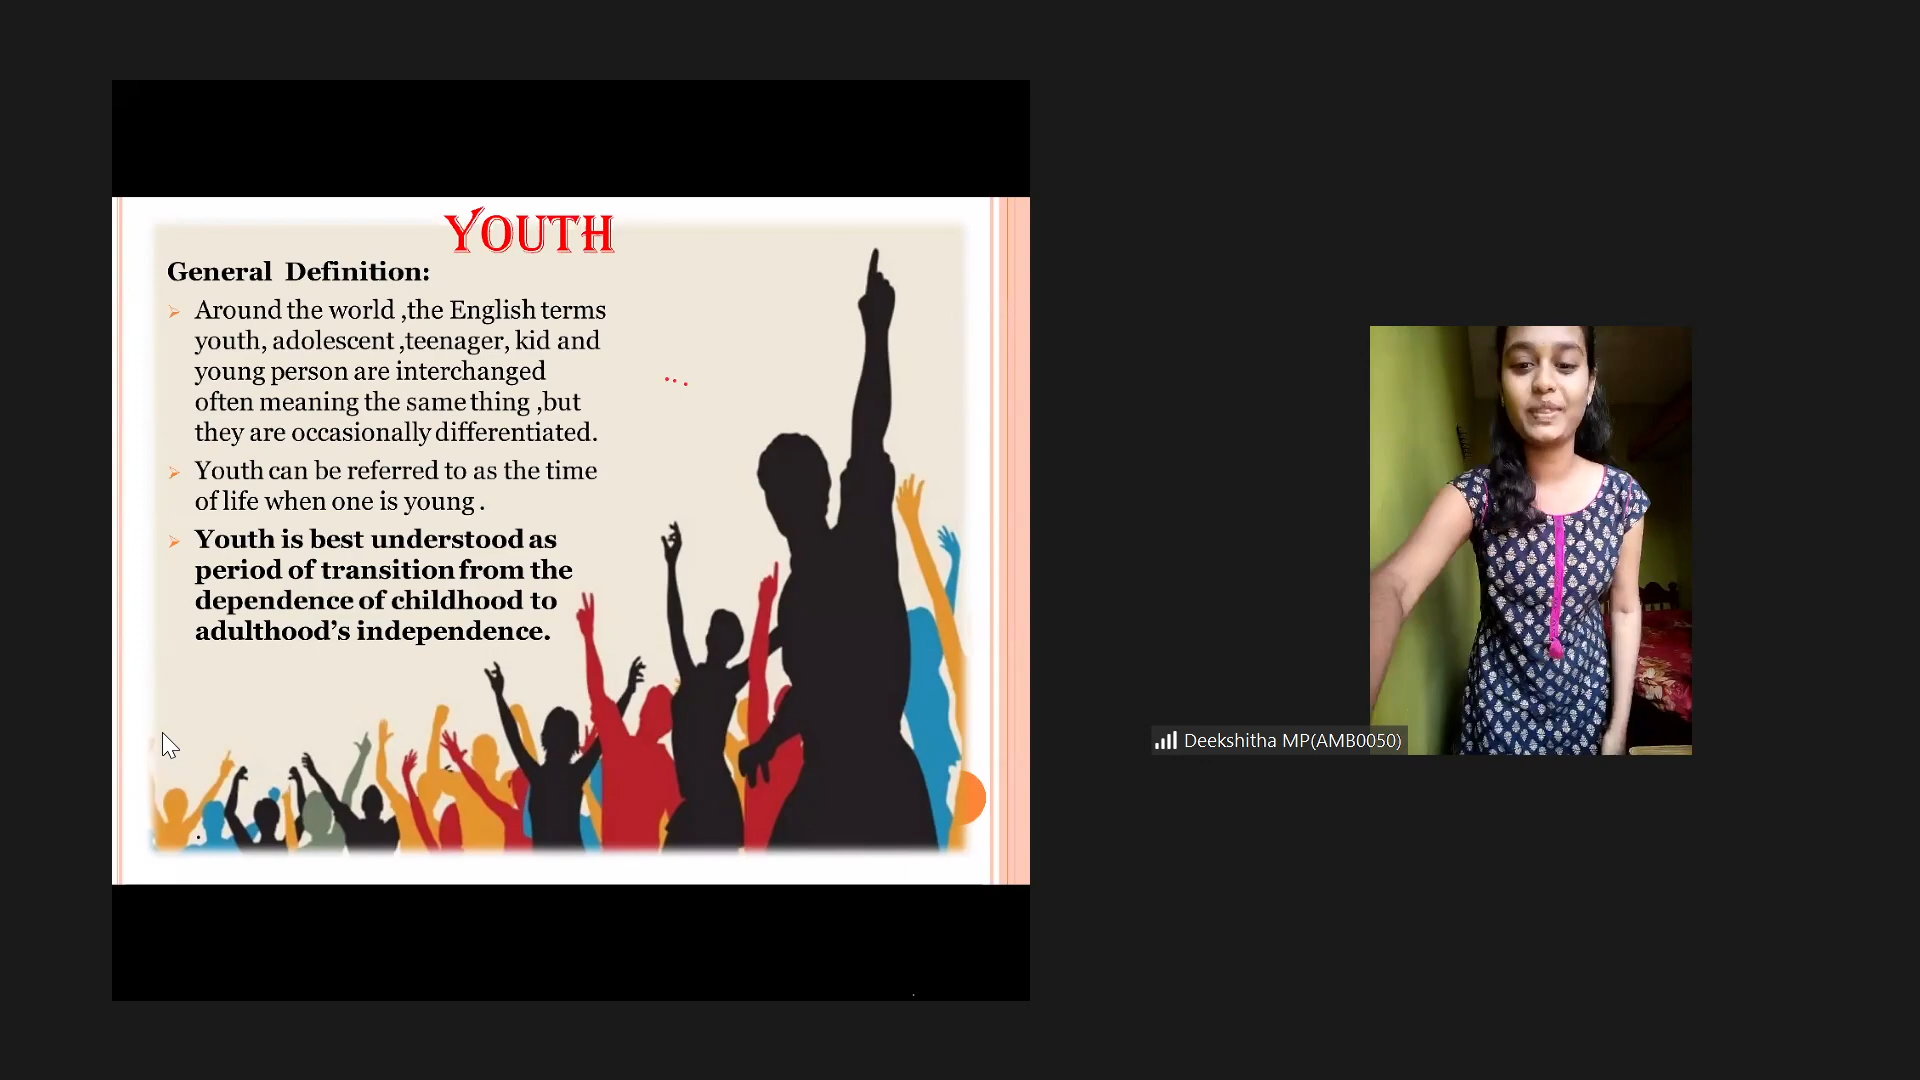 YOUTH
General Definition:
Around the world ,the English terms
youth, adolescent ,teenager, kid and
young person are interchanged
often meaning the same thing ,but
they are occasionally differentiated.
Youth can be referred to as the time
of life when one is young .
Youth is best understood as
period of transition from the
dependence of childhood to
adulthood’s independence.
Deekshitha MP(AMB0050)